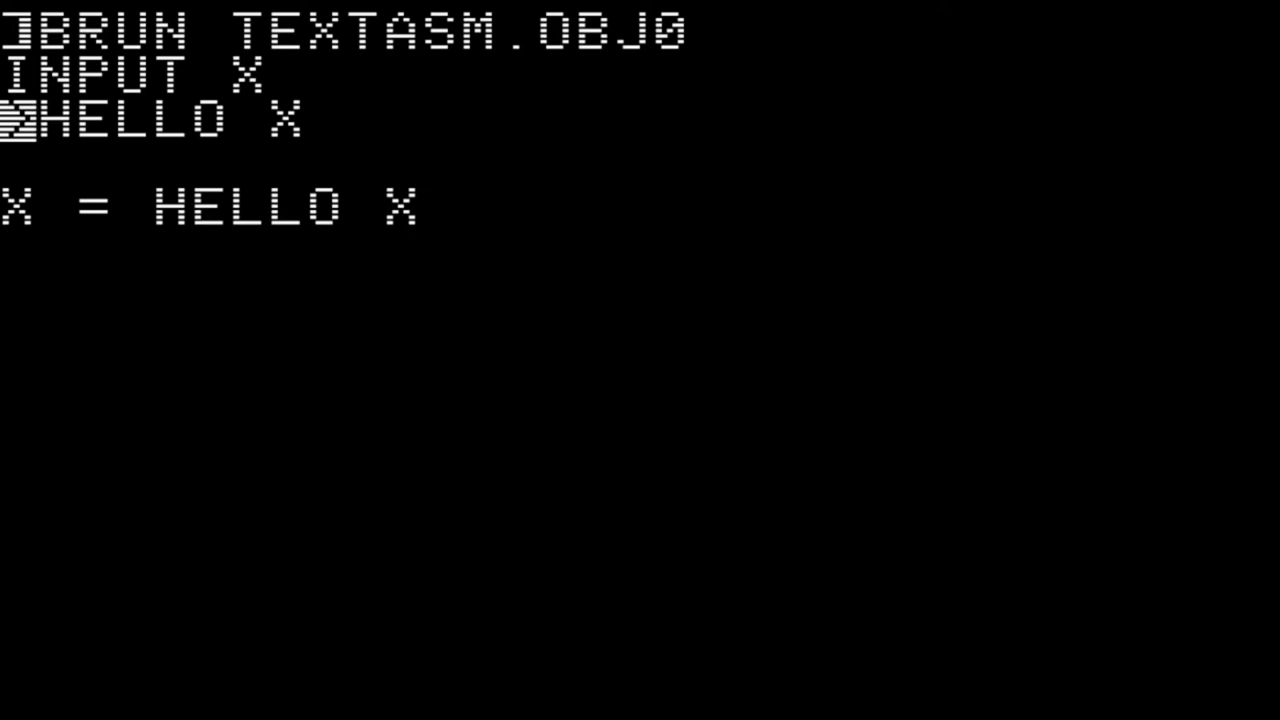 ]BRUN TEXTASM.OBJ0
INPUT X
>HELLO X
X = HELLO X